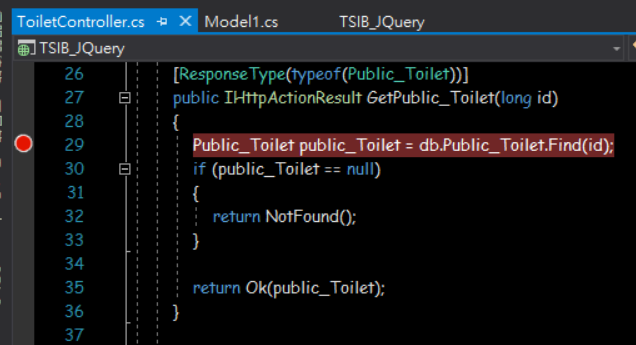 ToiletController.cs Model1.cs TSIB_JQuery
TSIB_JQuery
26 [ResponseType(typeof(Public_Toilet))]
27 public IHttpActionResult GetPublic_Toilet(long id)
28 {
29 Public_Toilet public_Toilet = db.Public_Toilet.Find(id);
30 if (public_Toilet == null)
31 {
32 return NotFound();
33 }
34
35 return Ok(public_Toilet);
36 }
37